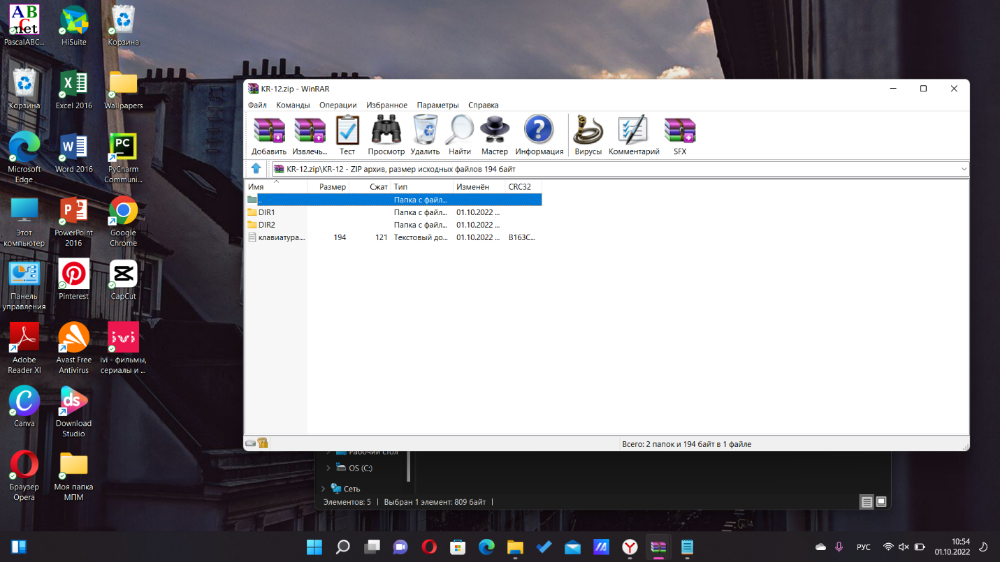 A B
C
net
PascalABC...
HiSuite
Корзина
Корзина
Excel 2016
Wallpapers
Microsoft
Edge
Word 2016
PC
PyCharm
Communi...
Этот
компьютер
PowerPoint
2016
Google
Chrome
Панель
управления
Pinterest
CapCut
Adobe
Reader XI
Avast Free
Antivirus
ivi
ivi - фильмы,
сериалы и ...
Canva
ds
Download
Studio
Браузер
Opera
Моя папка
МПМ
KR-12.zip - WinRAR
Файл Команды Операции Избранное Параметры Справка
Добавить Извлечь... Тест Просмотр Удалить Найти Мастер Информация Вирусы Комментарий SFX
KR-12.zip\KR-12 - ZIP архив, размер исходных файлов 194 байт
Имя Размер Сжат Тип Изменён CRC32
.. Папка с файл...
DIR1 Папка с файл... 01.10.2022 ...
DIR2 Папка с файл... 01.10.2022 ...
клавиатура.... 194 121 Текстовый до... 01.10.2022 ... B163C...
Всего: 2 папок и 194 байт в 1 файле
Рабочий стол
OS (C:)
Сеть
Элементов: 5 | Выбран 1 элемент: 809 байт |
РУС
10:54
01.10.2022